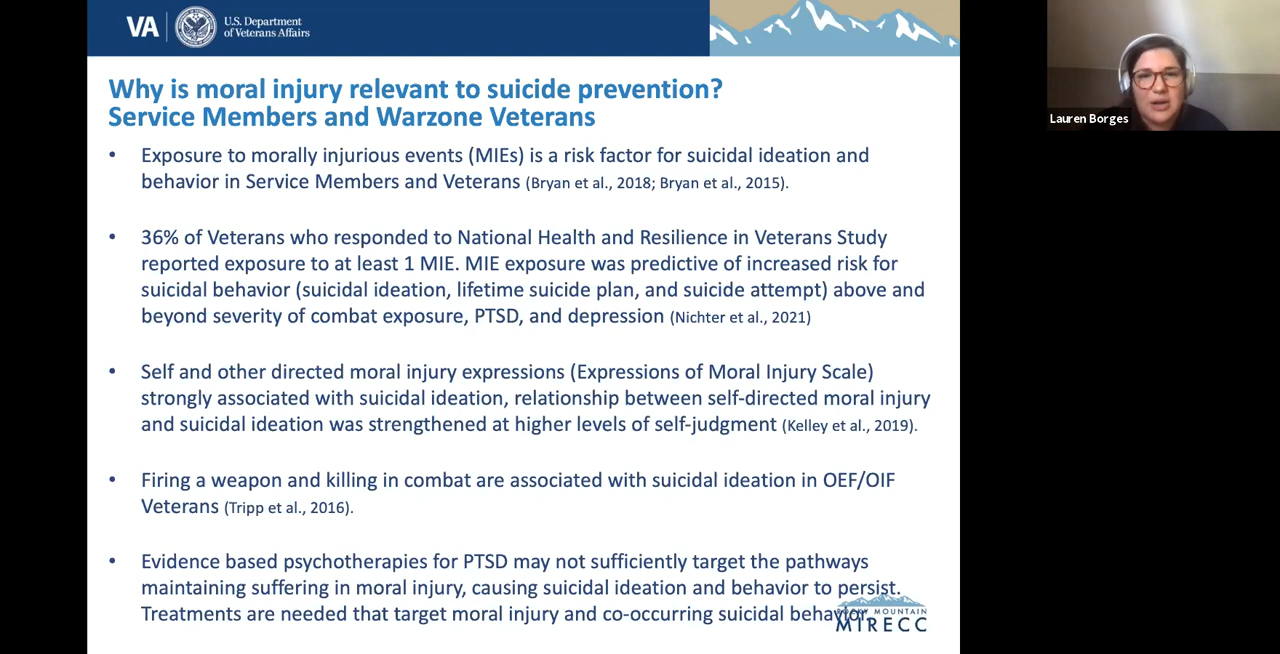 VA
U.S. Department
of Veterans Affairs
Why is moral injury relevant to suicide prevention?
Service Members and Warzone Veterans
• Exposure to morally injurious events (MIEs) is a risk factor for suicidal ideation and
behavior in Service Members and Veterans (Bryan et al., 2018; Bryan et al., 2015).
• 36% of Veterans who responded to National Health and Resilience in Veterans Study
reported exposure to at least 1 MIE. MIE exposure was predictive of increased risk for
suicidal behavior (suicidal ideation, lifetime suicide plan, and suicide attempt) above and
beyond severity of combat exposure, PTSD, and depression (Nichter et al., 2021)
• Self and other directed moral injury expressions (Expressions of Moral Injury Scale)
strongly associated with suicidal ideation, relationship between self-directed moral injury
and suicidal ideation was strengthened at higher levels of self-judgment (Kelley et al., 2019).
• Firing a weapon and killing in combat are associated with suicidal ideation in OEF/OIF
Veterans (Tripp et al., 2016).
• Evidence based psychotherapies for PTSD may not sufficiently target the pathways
maintaining suffering in moral injury, causing suicidal ideation and behavior to persist.
Treatments are needed that target moral injury and co-occurring suicidal behavior.
ROCKY MOUNTAIN
MIRECC
Lauren Borges